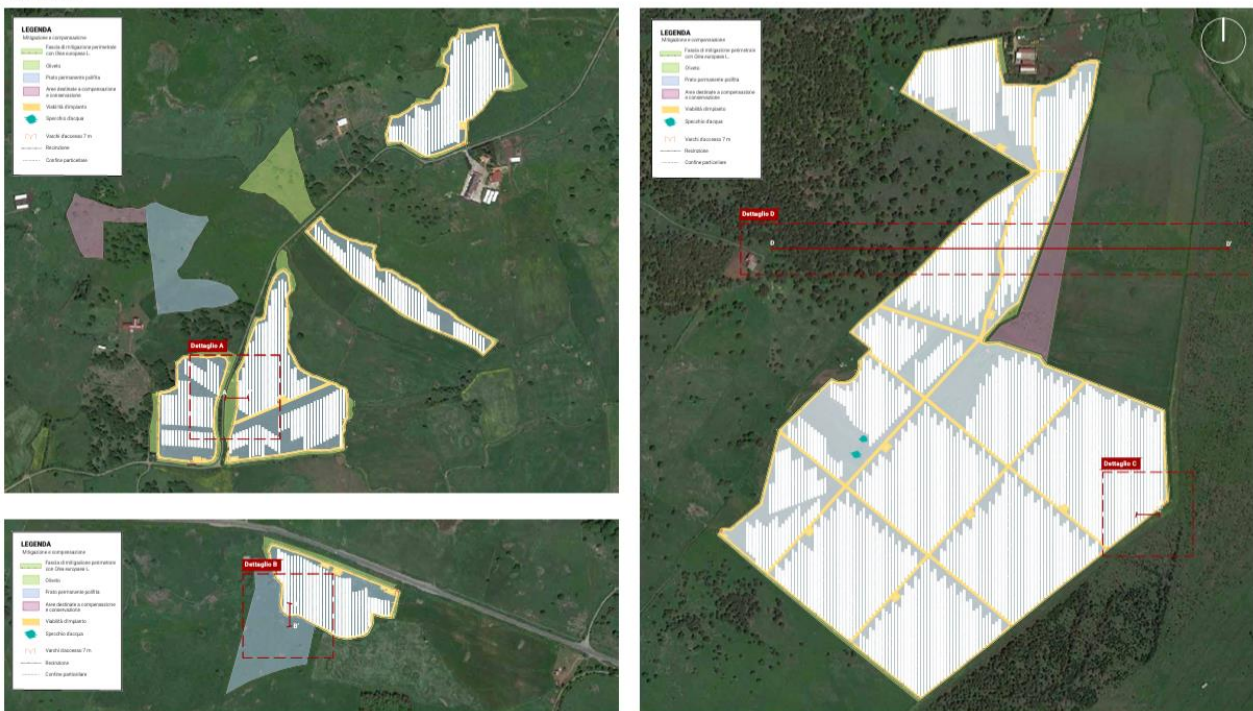 LEGENDA
Mitigazione e compensazione
Fascia di mitigazione perimetrale
con Olea europaea L.
Oliveto
Prato permanente polifita
Aree destinate a compensazione
e conservazione
Viabilità d'impianto
Specchio d'acqua
Varchi d'accesso 7 m
Recinzione
Confine particellare
Dettaglio A
A
LEGENDA
Mitigazione e compensazione
Fascia di mitigazione perimetrale
con Olea europaea L.
Oliveto
Prato permanente polifita
Aree destinate a compensazione
e conservazione
Viabilità d'impianto
Specchio d'acqua
Varchi d'accesso 7 m
Recinzione
Confine particellare
Dettaglio B
B'
LEGENDA
Mitigazione e compensazione
Fascia di mitigazione perimetrale
con Olea europaea L.
Oliveto
Prato permanente polifita
Aree destinate a compensazione
e conservazione
Viabilità d'impianto
Specchio d'acqua
Varchi d'accesso 7 m
Recinzione
Confine particellare
Dettaglio D
D
D'
Dettaglio C